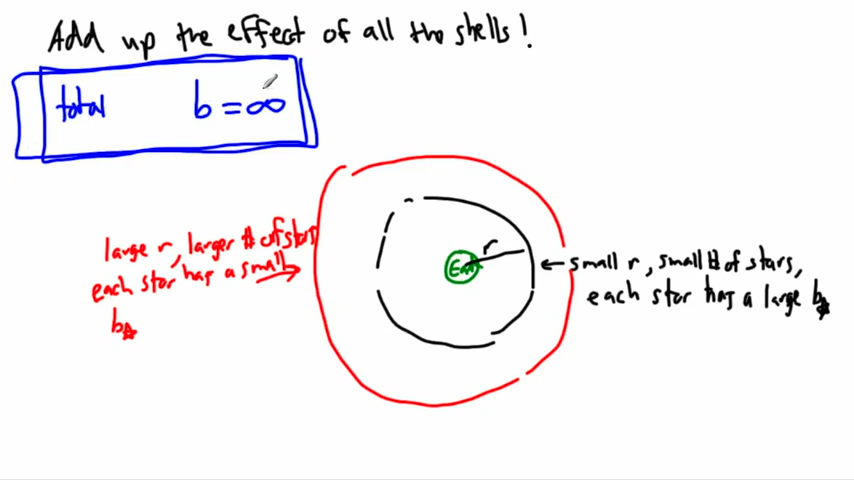 Add up the effect of all the shells!
total b = ∞
large r, larger # of stars
each star has a small
b☆
Earth
r
small r, small # of stars,
each star has a large b☆